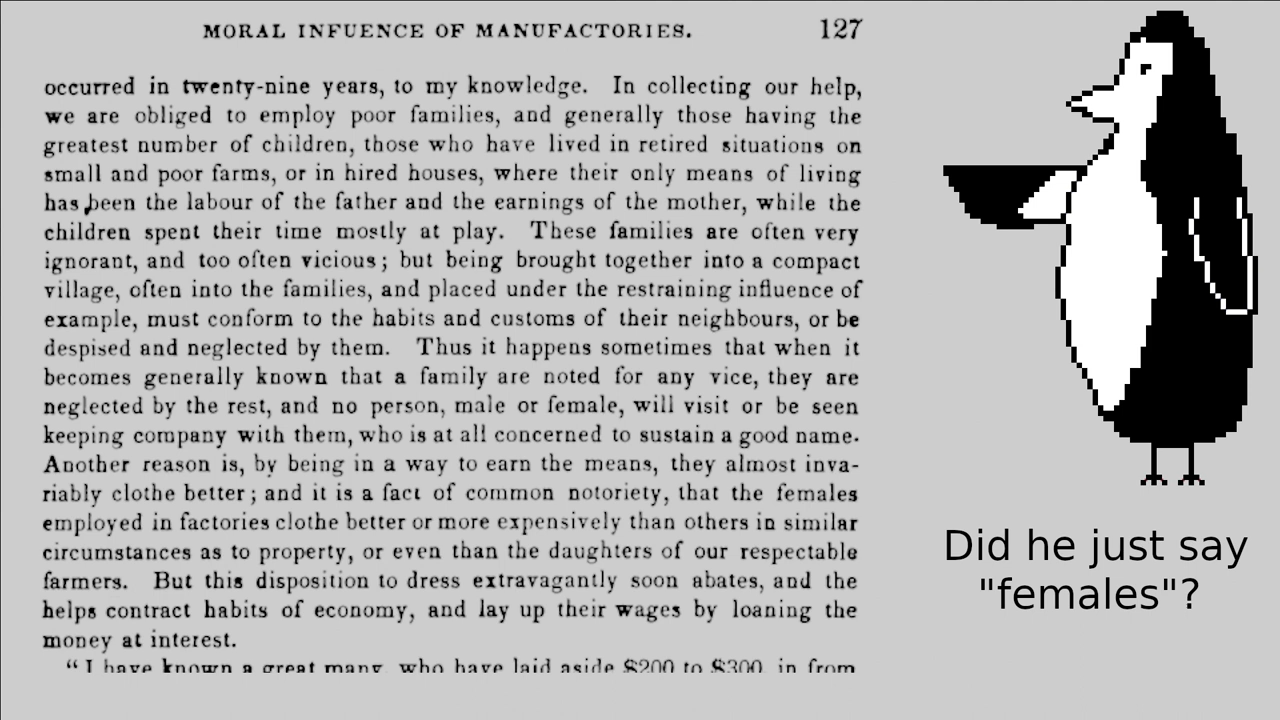 MORAL INFUENCE OF MANUFACTORIES. 127
occurred in twenty-nine years, to my knowledge. In collecting our help,
we are obliged to employ poor families, and generally those having the
greatest number of children, those who have lived in retired situations on
small and poor farms, or in hired houses, where their only means of living
has been the labour of the father and the earnings of the mother, while the
children spent their time mostly at play. These families are often very
ignorant, and too often vicious; but being brought together into a compact
village, often into the families, and placed under the restraining influence of
example, must conform to the habits and customs of their neighbours, or be
despised and neglected by them. Thus it happens sometimes that when it
becomes generally known that a family are noted for any vice, they are
neglected by the rest, and no person, male or female, will visit or be seen
keeping company with them, who is at all concerned to sustain a good name.
Another reason is, by being in a way to earn the means, they almost inva-
riably clothe better; and it is a fact of common notoriety, that the females
employed in factories clothe better or more expensively than others in similar
circumstances as to property, or even than the daughters of our respectable
farmers. But this disposition to dress extravagantly soon abates, and the
helps contract habits of economy, and lay up their wages by loaning the
money at interest.
“I have known a great many, who have laid aside $200 to $300, in from
Did he just say
"females"?